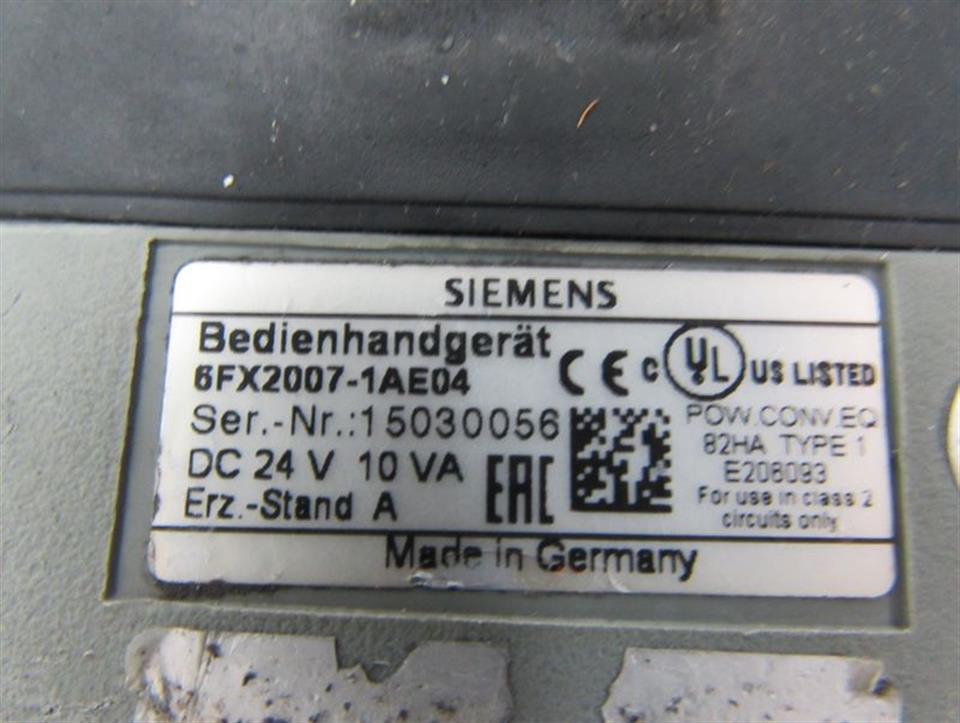 SIEMENS
Bedienhandgerät
6FX2007-1AE04
CE c UL US LISTED
Ser.-Nr.:15030056
POW.CONV.EQ
82HA TYPE 1
DC 24 V 10 VA
EAC
E206093
Erz.-Stand A
For use in class 2
circuits only
Made in Germany